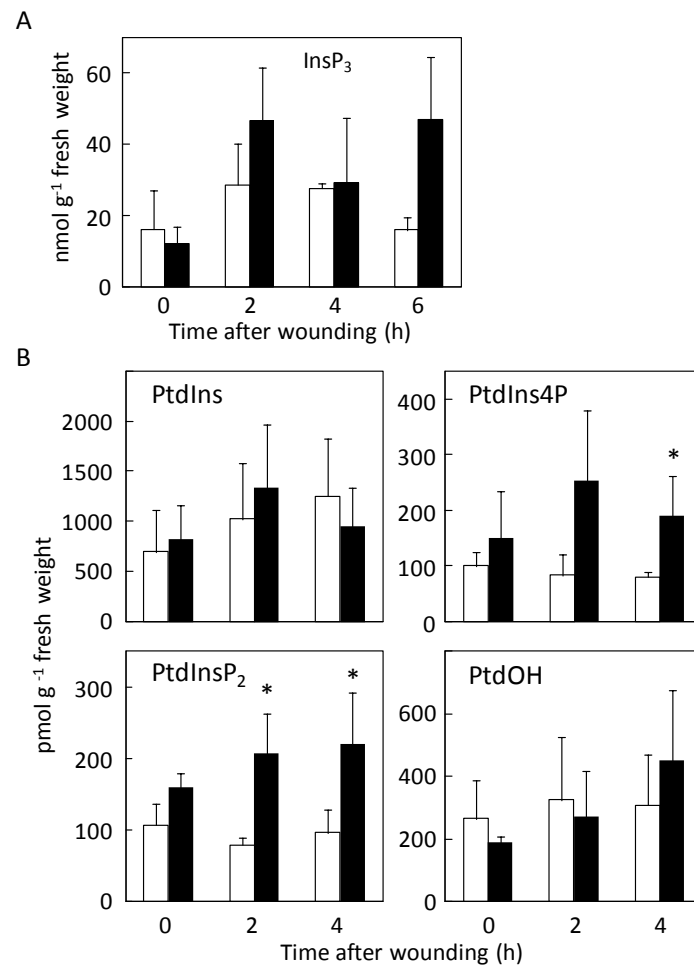 A
InsP₃
60
40
20
0
nmol g⁻¹ fresh weight
0 2 4 6
Time after wounding (h)
B
PtdIns
2000
1500
1000
500
0
PtdIns4P
400
300
200
100
0
*
pmol g ⁻¹ fresh weight
PtdInsP₂
300
200
100
0
* *
PtdOH
600
400
200
0 2 4
0 2 4
Time after wounding (h)